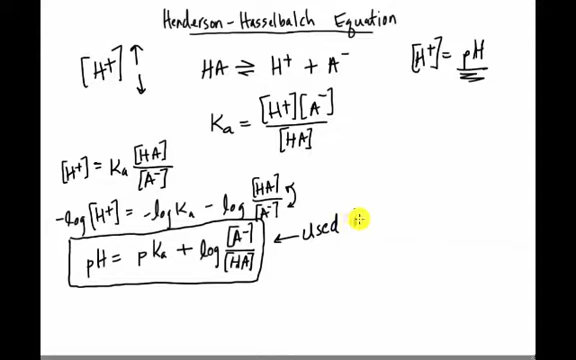 Henderson-Hasselbalch Equation
[H+] ↑ ↓
HA ⇌ H+ + A-
[H+] = pH
Ka = [H+][A-] / [HA]
[H+] = Ka [HA] / [A-]
-log[H+] = -log Ka - log [HA] / [A-]
pH = pKa + log [A-] / [HA] ← Used